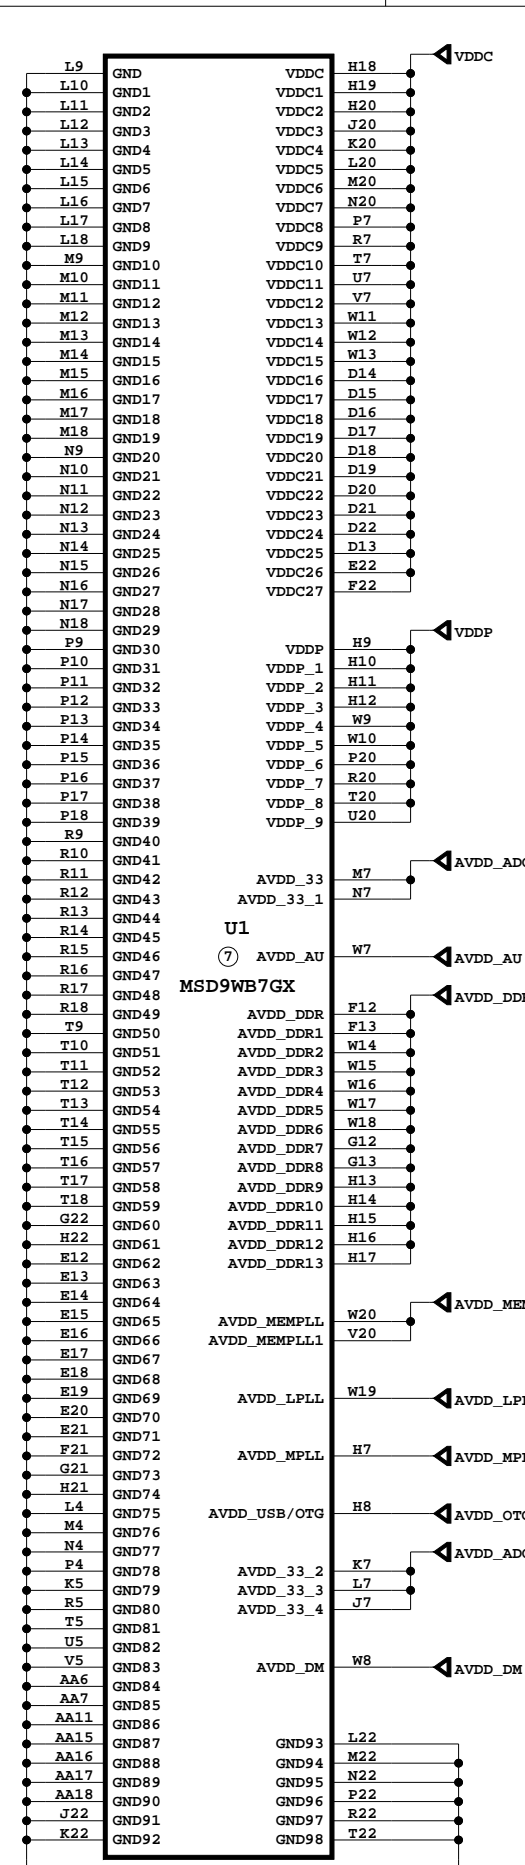 VDDC
L9 GND VDDC H18
L10 GND1 VDDC1 H19
L11 GND2 VDDC2 H20
L12 GND3 VDDC3 J20
L13 GND4 VDDC4 K20
L14 GND5 VDDC5 L20
L15 GND6 VDDC6 M20
L16 GND7 VDDC7 N20
L17 GND8 VDDC8 P7
L18 GND9 VDDC9 R7
M9 GND10 VDDC10 T7
M10 GND11 VDDC11 U7
M11 GND12 VDDC12 V7
M12 GND13 VDDC13 W11
M13 GND14 VDDC14 W12
M14 GND15 VDDC15 W13
M15 GND16 VDDC16 D14
M16 GND17 VDDC17 D15
M17 GND18 VDDC18 D16
M18 GND19 VDDC19 D17
N9 GND20 VDDC20 D18
N10 GND21 VDDC21 D19
N11 GND22 VDDC22 D20
N12 GND23 VDDC23 D21
N13 GND24 VDDC24 D22
N14 GND25 VDDC25 D13
N15 GND26 VDDC26 E22
N16 GND27 VDDC27 F22
N17 GND28
N18 GND29 VDDP
P9 GND30 VDDP H9
P10 GND31 VDDP_1 H10
P11 GND32 VDDP_2 H11
P12 GND33 VDDP_3 H12
P13 GND34 VDDP_4 W9
P14 GND35 VDDP_5 W10
P15 GND36 VDDP_6 P20
P16 GND37 VDDP_7 R20
P17 GND38 VDDP_8 T20
P18 GND39 VDDP_9 U20
R9 GND40
R10 GND41 AVDD_AD
R11 GND42 AVDD_33 M7
R12 GND43 AVDD_33_1 N7
R13 GND44
U1
R14 GND45
R15 GND46 7 AVDD_AU W7 AVDD_AU
R16 GND47
MSD9WB7GX
R17 GND48 AVDD_DD
R18 GND49 AVDD_DDR F12
T9 GND50 AVDD_DDR1 F13
T10 GND51 AVDD_DDR2 W14
T11 GND52 AVDD_DDR3 W15
T12 GND53 AVDD_DDR4 W16
T13 GND54 AVDD_DDR5 W17
T14 GND55 AVDD_DDR6 W18
T15 GND56 AVDD_DDR7 G12
T16 GND57 AVDD_DDR8 G13
T17 GND58 AVDD_DDR9 H13
T18 GND59 AVDD_DDR10 H14
G22 GND60 AVDD_DDR11 H15
H22 GND61 AVDD_DDR12 H16
E12 GND62 AVDD_DDR13 H17
E13 GND63
E14 GND64 AVDD_ME
E15 GND65 AVDD_MEMPLL W20
E16 GND66 AVDD_MEMPLL1 V20
E17 GND67
E18 GND68
E19 GND69 AVDD_LPLL W19 AVDD_LP
E20 GND70
E21 GND71
F21 GND72 AVDD_MPLL H7 AVDD_MP
G21 GND73
H21 GND74
L4 GND75 AVDD_USB/OTG H8 AVDD_OT
M4 GND76
N4 GND77 AVDD_AD
P4 GND78 AVDD_33_2 K7
K5 GND79 AVDD_33_3 L7
R5 GND80 AVDD_33_4 J7
T5 GND81
U5 GND82
V5 GND83 AVDD_DM W8 AVDD_DM
AA6 GND84
AA7 GND85
AA11 GND86
AA15 GND87 GND93 L22
AA16 GND88 GND94 M22
AA17 GND89 GND95 N22
AA18 GND90 GND96 P22
J22 GND91 GND97 R22
K22 GND92 GND98 T22